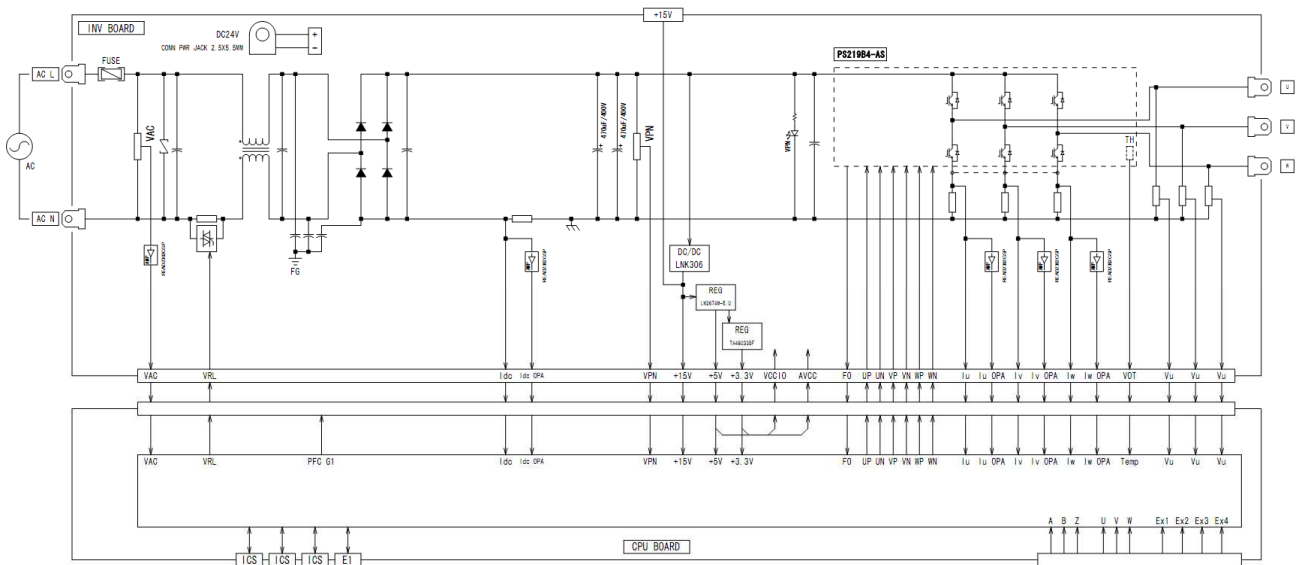 +15V
INV BOARD
DC24V
CONN PWR JACK 2.5X5.5MM
+
−
PS219B4-AS
FUSE
AC L
U
VAC
+ 470uF/400V
+ 470uF/400V
VPN
VPN
V
AC
TH
W
AC N
AMP
AMP
AMP
AMP
AMP
FG
DC/DC
LNK306
REG
REG
VAC VRL Idc Idc OPA VPN +15V +5V +3.3V VCCIO AVCC FO UP UN VP VN WP WN Iu Iu OPA Iv Iv OPA Iw Iw OPA VOT Vu Vu Vu
VAC VRL PFC G1 Idc Idc OPA VPN +15V +5V +3.3V FO UP UN VP VN WP WN Iu Iu OPA Iv Iv OPA Iw Iw OPA Temp Vu Vu Vu
A B Z U V W Ex1 Ex2 Ex3 Ex4
CPU BOARD
ICS ICS ICS E1